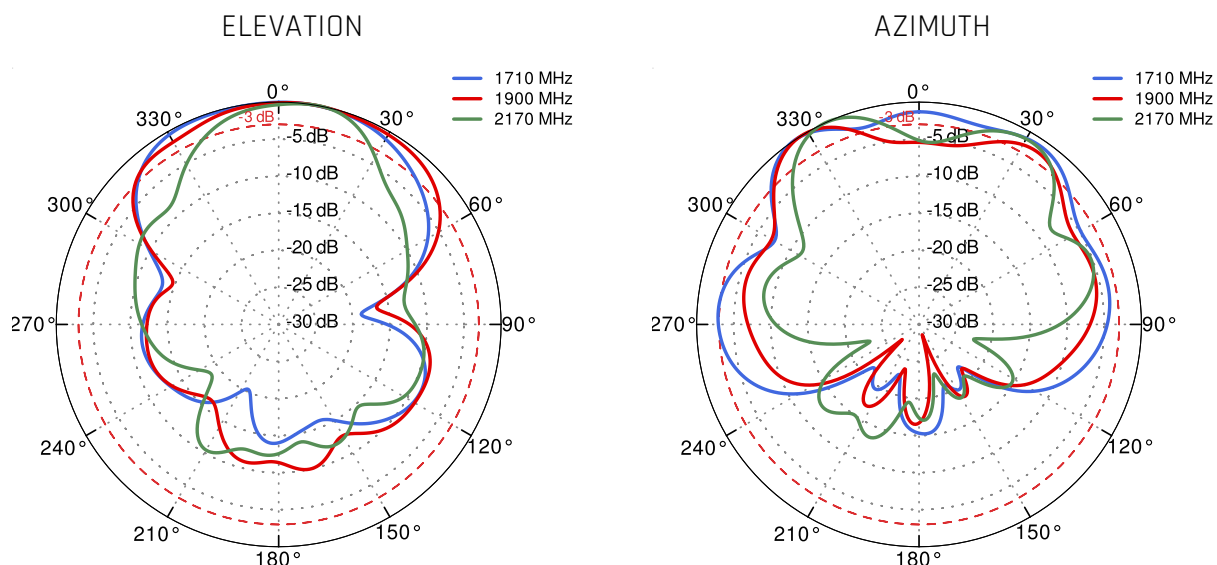 ELEVATION
AZIMUTH
1710 MHz
1900 MHz
2170 MHz
0°
30°
60°
90°
120°
150°
180°
210°
240°
270°
300°
330°
-3 dB
-5 dB
-10 dB
-15 dB
-20 dB
-25 dB
-30 dB
1710 MHz
1900 MHz
2170 MHz
0°
30°
60°
90°
120°
150°
180°
210°
240°
270°
300°
330°
-3 dB
-5 dB
-10 dB
-15 dB
-20 dB
-25 dB
-30 dB